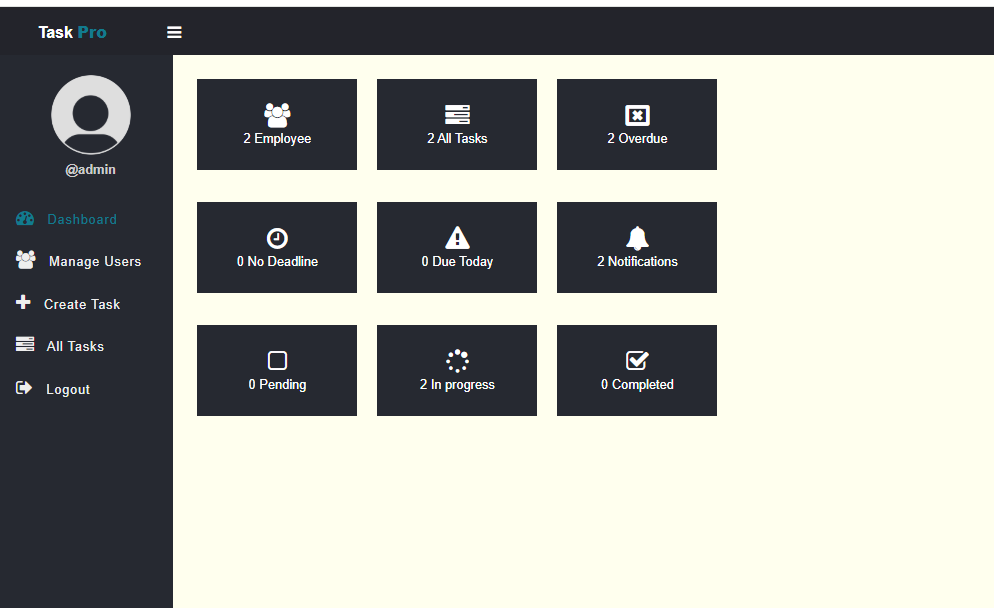 Task Pro
@admin
Dashboard
Manage Users
Create Task
All Tasks
Logout
2 Employee
2 All Tasks
2 Overdue
0 No Deadline
0 Due Today
2 Notifications
0 Pending
2 In progress
0 Completed